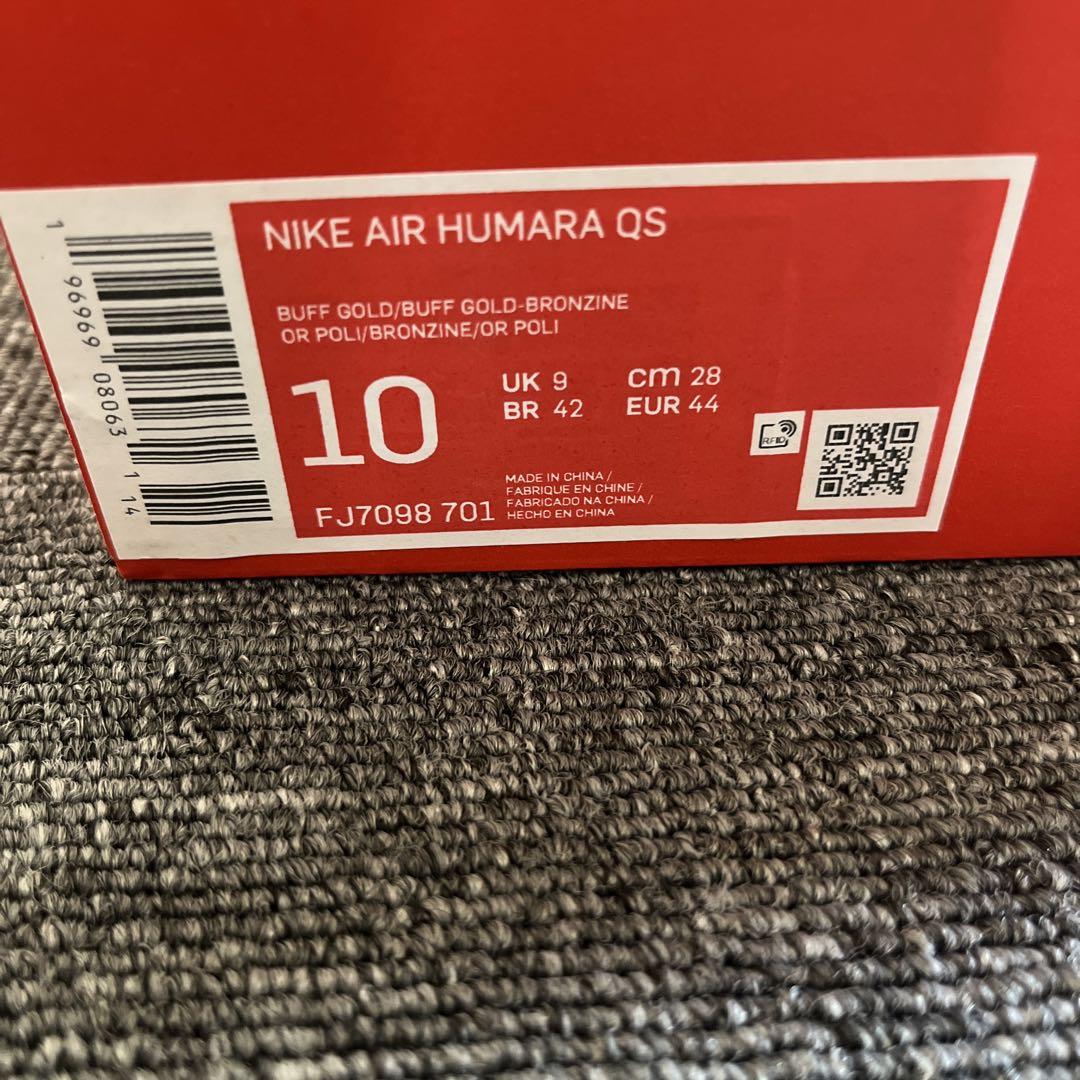 NIKE AIR HUMARA QS
BUFF GOLD/BUFF GOLD-BRONZINE
OR POLI/BRONZINE/OR POLI
10
UK 9
BR 42
cm 28
EUR 44
RFID
FJ7098 701
MADE IN CHINA /
FABRIQUE EN CHINE /
FABRICADO NA CHINA /
HECHO EN CHINA
1 96969 08063 1 14